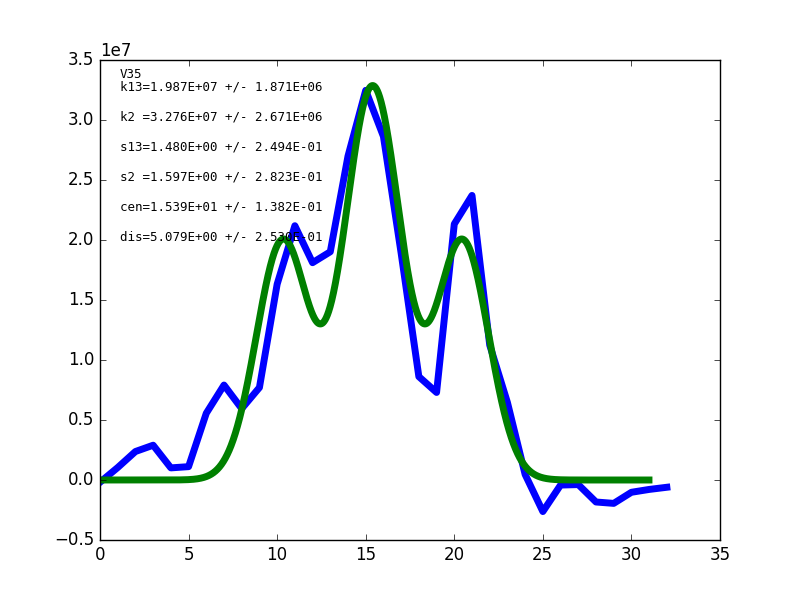 1e7
3.5
3.0
2.5
2.0
1.5
1.0
0.5
0.0
−0.5
0 5 10 15 20 25 30 35
V35
k13=1.987E+07 +/- 1.871E+06
k2 =3.276E+07 +/- 2.671E+06
s13=1.480E+00 +/- 2.494E-01
s2 =1.597E+00 +/- 2.823E-01
cen=1.539E+01 +/- 1.382E-01
dis=5.079E+00 +/-